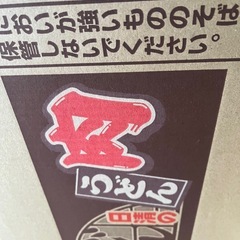 においが強いもののそば
保管しないでください。
うどん
日清の